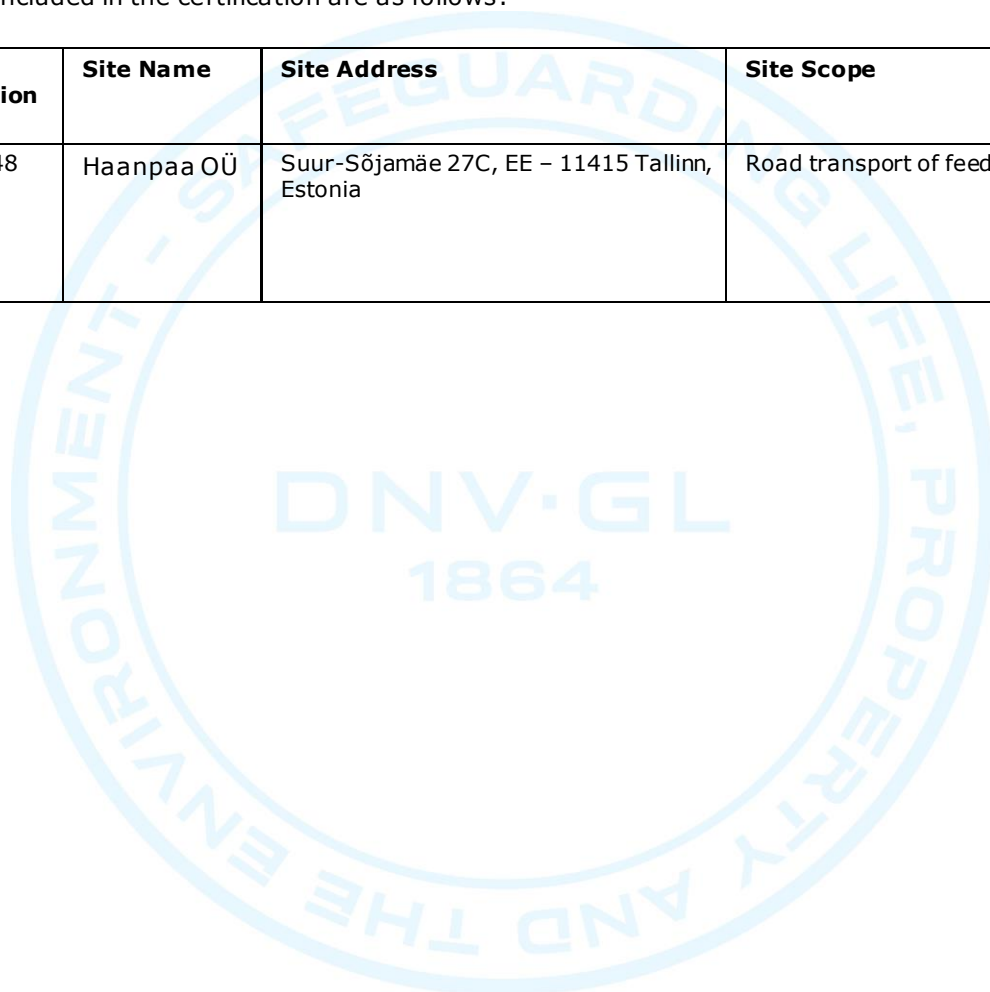 included in the certification are as follows:
ion
Site Name
Site Address
Site Scope
48
Haanpaa OÜ
Suur-Sõjamäe 27C, EE – 11415 Tallinn,
Estonia
Road transport of feed
SAFEGUARDING LIFE, PROPERTY AND THE ENVIRONMENT
DNV·GL
1864